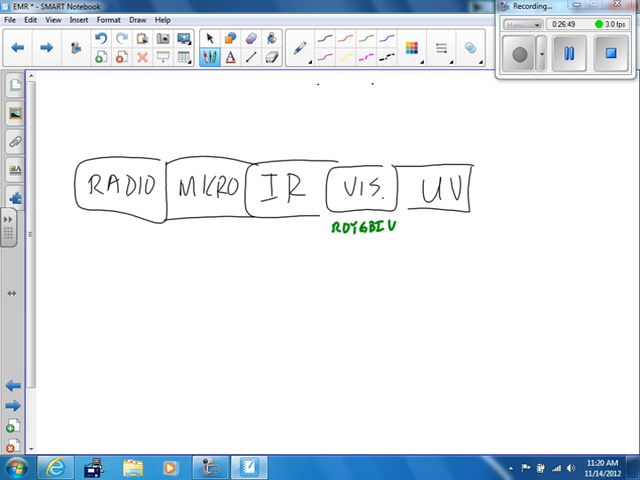 EMR * - SMART Notebook
Recording...
File Edit View Insert Format Draw Help
Menu
0:26:49
3.0 fps
A
RADIO MICRO IR VIS. UV
ROYGBIV
11:20 AM
11/14/2012